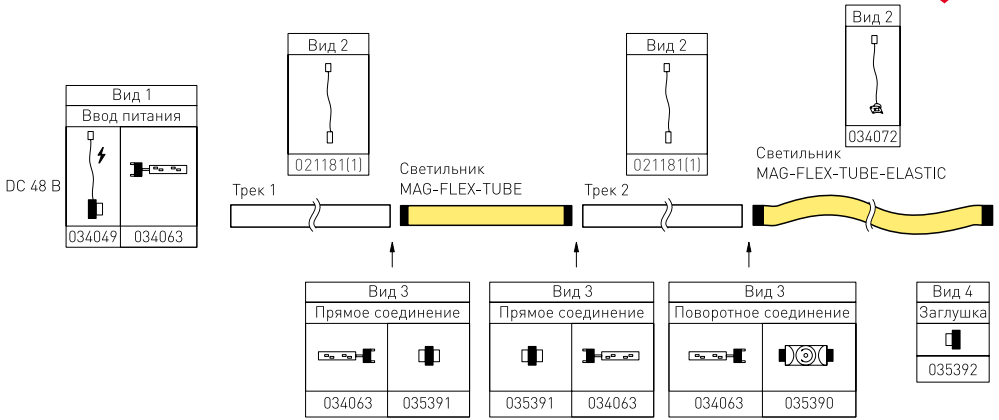 Вид 2
021181(1)
Вид 2
021181(1)
Вид 2
034072
Вид 1
Ввод питания
DC 48 В
034049 034063
Трек 1
Светильник
MAG-FLEX-TUBE
Трек 2
Светильник
MAG-FLEX-TUBE-ELASTIC
Вид 3
Прямое соединение
034063 035391
Вид 3
Прямое соединение
035391 034063
Вид 3
Поворотное соединение
034063 035390
Вид 4
Заглушка
035392